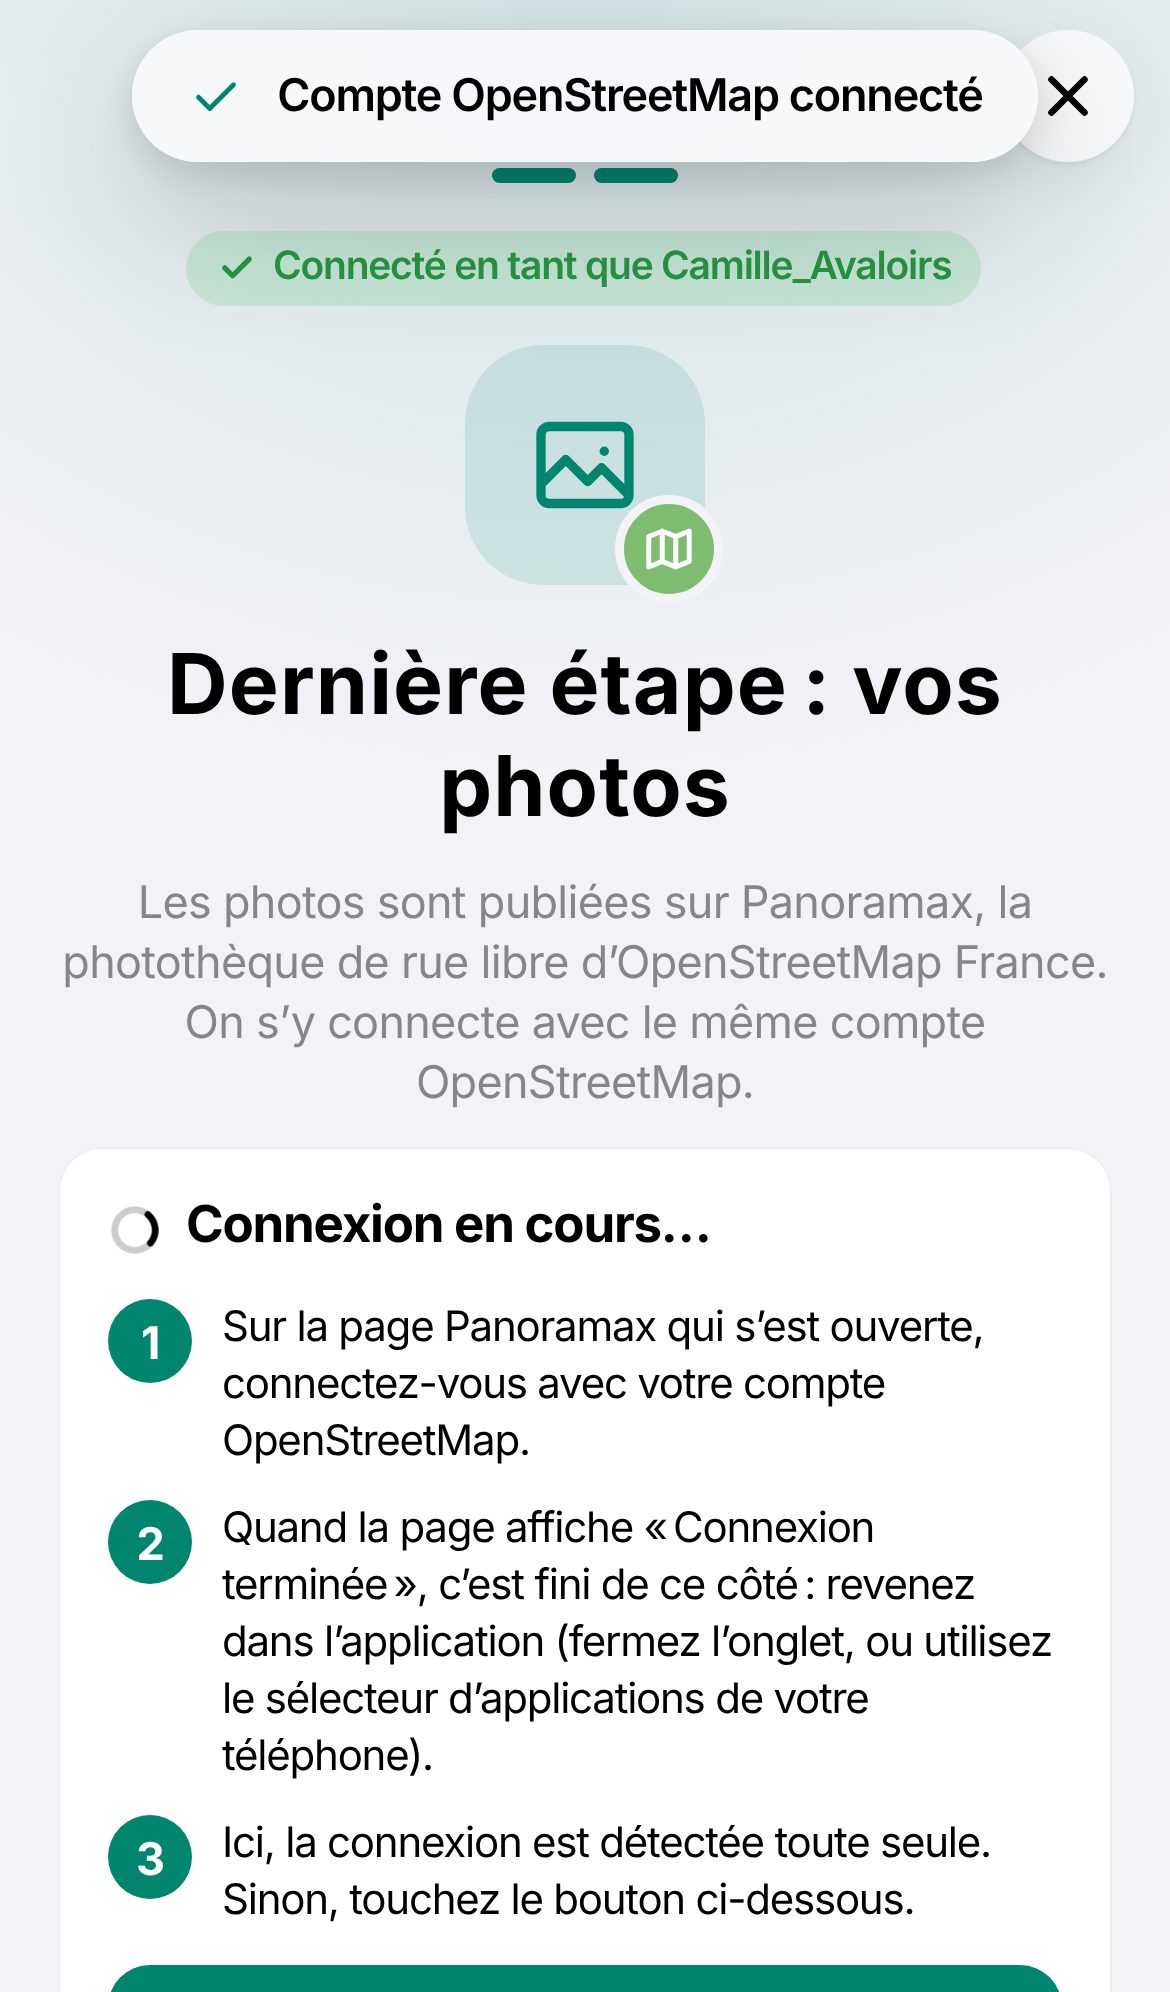 Compte OpenStreetMap connecté
Connecté en tant que Camille_Avaloirs
Dernière étape : vos
photos
Les photos sont publiées sur Panoramax, la
photothèque de rue libre d’OpenStreetMap France.
On s’y connecte avec le même compte
OpenStreetMap.
Connexion en cours…
1
Sur la page Panoramax qui s’est ouverte,
connectez-vous avec votre compte
OpenStreetMap.
2
Quand la page affiche « Connexion
terminée », c’est fini de ce côté : revenez
dans l’application (fermez l’onglet, ou utilisez
le sélecteur d’applications de votre
téléphone).
3
Ici, la connexion est détectée toute seule.
Sinon, touchez le bouton ci-dessous.